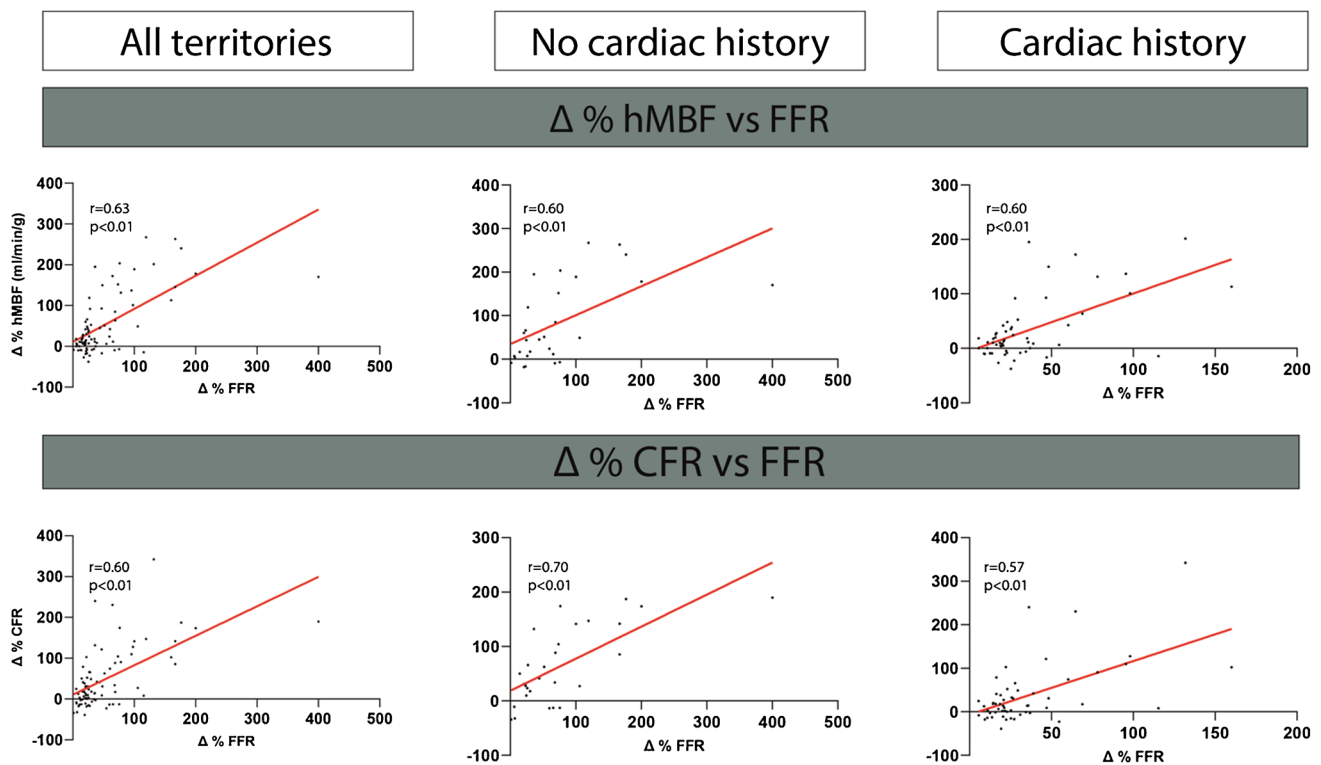 All territories
No cardiac history
Cardiac history
Δ % hMBF vs FFR
400
300
200
100
0
-100
Δ % hMBF (ml/min/g)
r=0.63
p<0.01
100
200
300
400
500
Δ % FFR
400
300
200
100
0
-100
r=0.60
p<0.01
100
200
300
400
500
Δ % FFR
300
200
100
0
-100
r=0.60
p<0.01
50
100
150
200
Δ % FFR
Δ % CFR vs FFR
400
300
200
100
0
-100
Δ % CFR
r=0.60
p<0.01
100
200
300
400
500
Δ % FFR
300
200
100
0
-100
r=0.70
p<0.01
100
200
300
400
500
Δ % FFR
400
300
200
100
0
-100
r=0.57
p<0.01
50
100
150
200
Δ % FFR